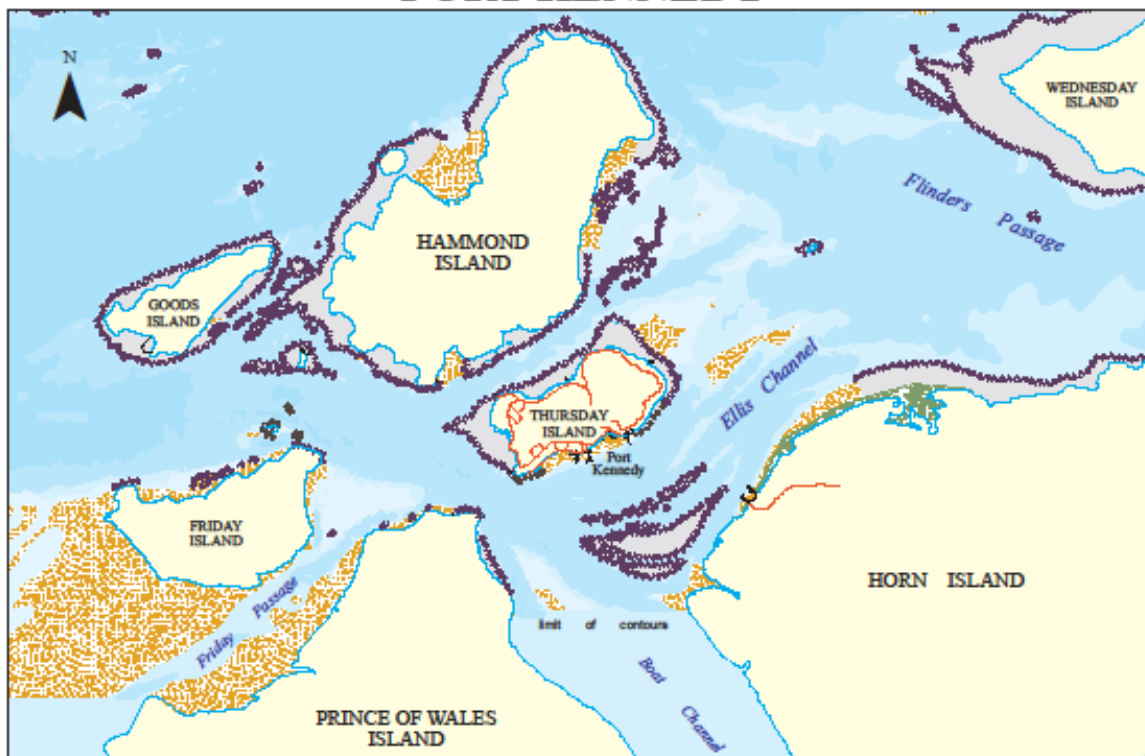 N
WEDNESDAY
ISLAND
Flinders Passage
HAMMOND
ISLAND
GOODS
ISLAND
Ellis Channel
THURSDAY
ISLAND
Port
Kennedy
FRIDAY
ISLAND
HORN ISLAND
Friday Passage
limit of contours
Boat Channel
PRINCE OF WALES
ISLAND